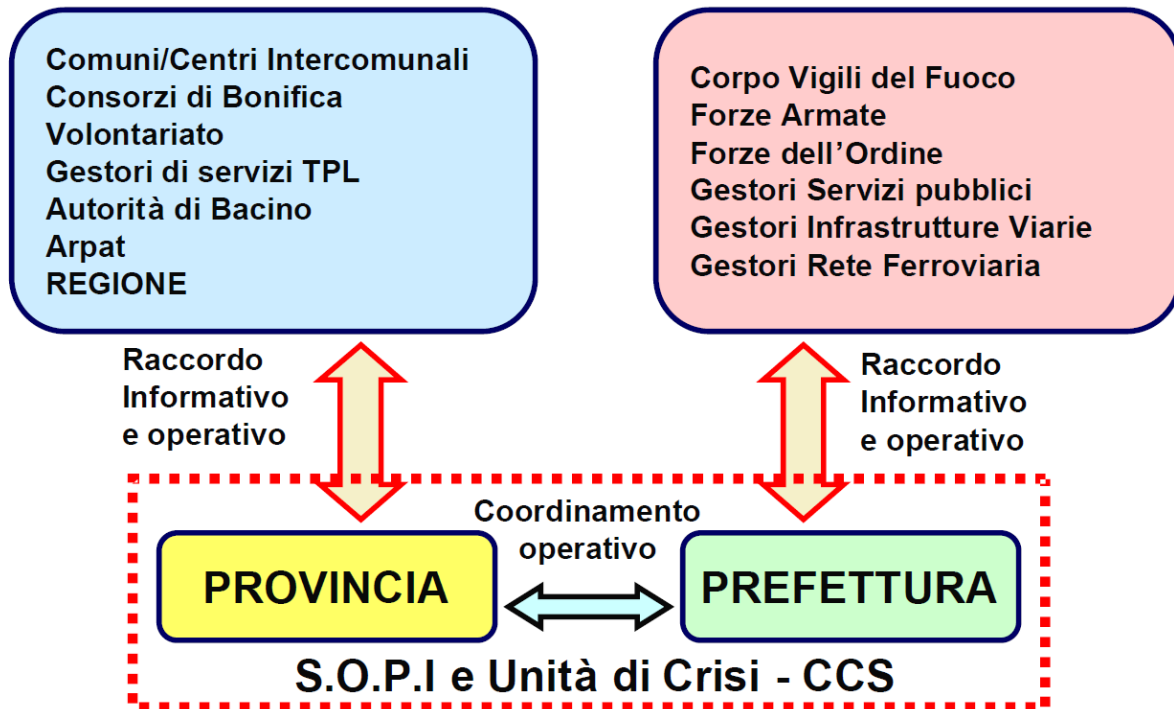 Comuni/Centri Intercomunali
Consorzi di Bonifica
Volontariato
Gestori di servizi TPL
Autorità di Bacino
Arpat
REGIONE
Corpo Vigili del Fuoco
Forze Armate
Forze dell'Ordine
Gestori Servizi pubblici
Gestori Infrastrutture Viarie
Gestori Rete Ferroviaria
Raccordo
Informativo
e operativo
Raccordo
Informativo
e operativo
Coordinamento
operativo
PROVINCIA
PREFETTURA
S.O.P.I e Unità di Crisi - CCS